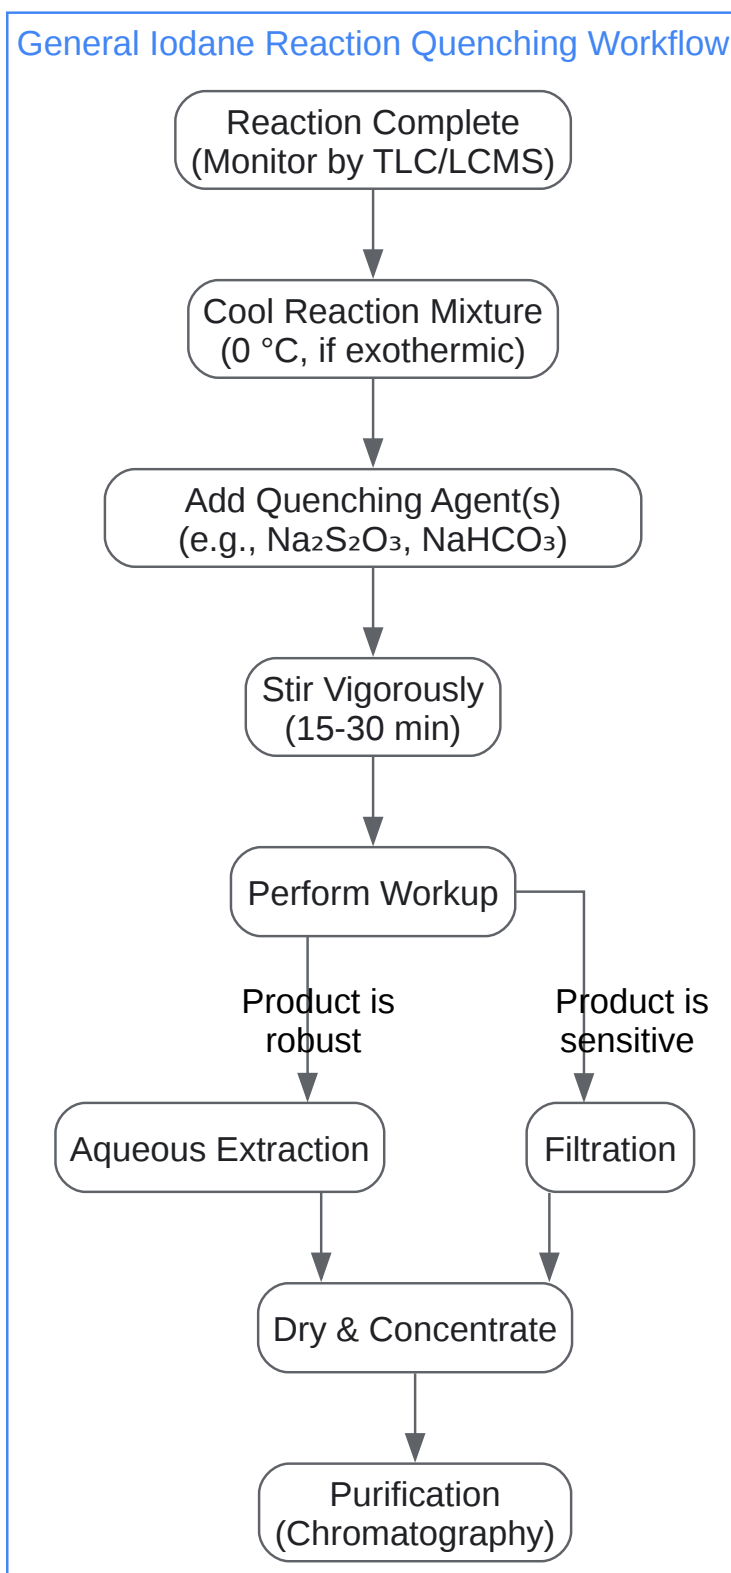 General Iodane Reaction Quenching Workflow
Reaction Complete
(Monitor by TLC/LCMS)
Cool Reaction Mixture
(0 °C, if exothermic)
Add Quenching Agent(s)
(e.g., Na₂S₂O₃, NaHCO₃)
Stir Vigorously
(15-30 min)
Perform Workup
Product is
robust
Product is
sensitive
Aqueous Extraction
Filtration
Dry & Concentrate
Purification
(Chromatography)